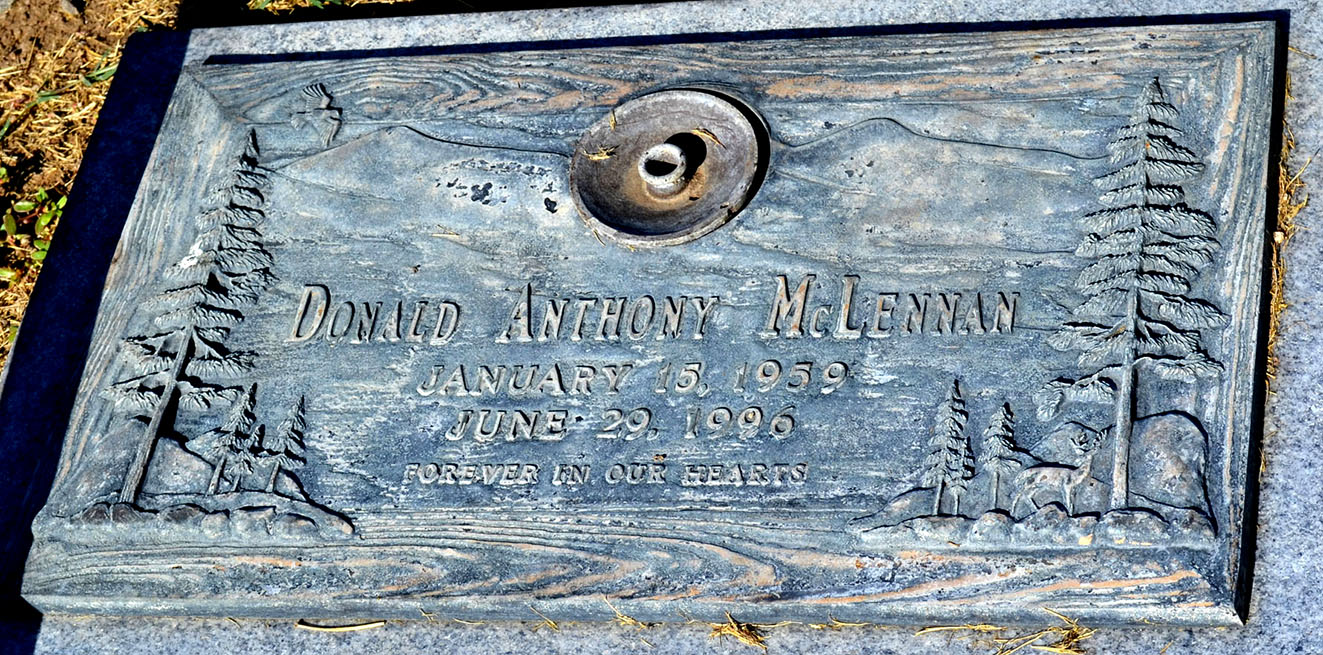 DONALD ANTHONY McLENNAN
JANUARY 15, 1959
JUNE 29, 1996
FOREVER IN OUR HEARTS